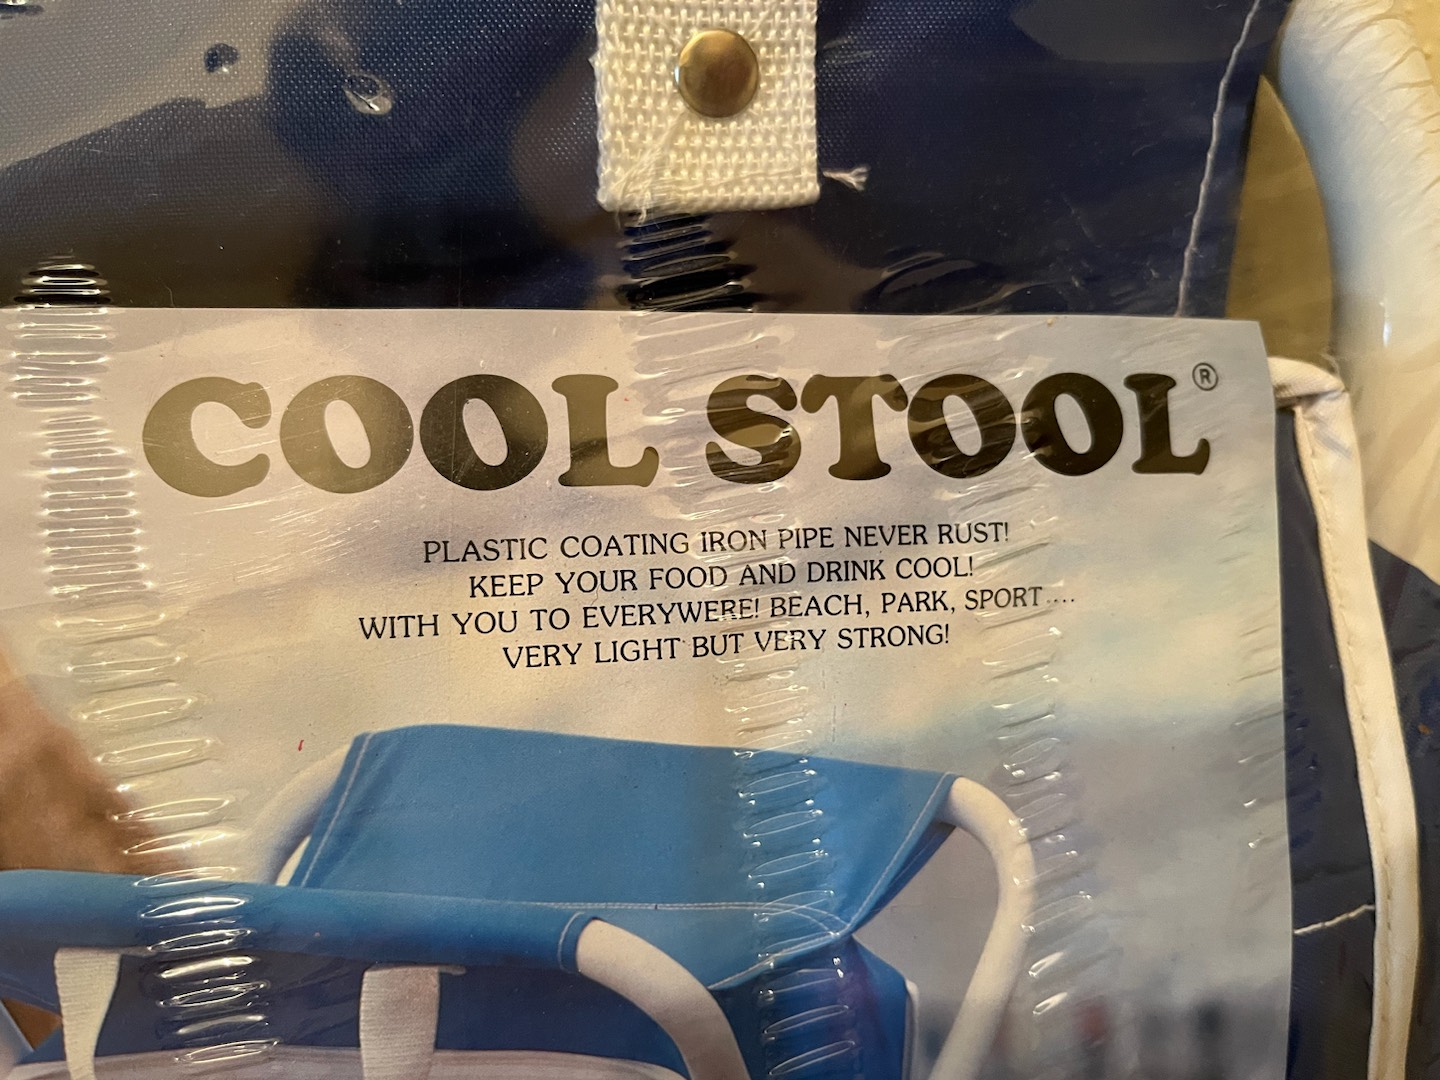 COOL STOOL®
PLASTIC COATING IRON PIPE NEVER RUST!
KEEP YOUR FOOD AND DRINK COOL!
WITH YOU TO EVERYWERE! BEACH, PARK, SPORT....
VERY LIGHT BUT VERY STRONG!